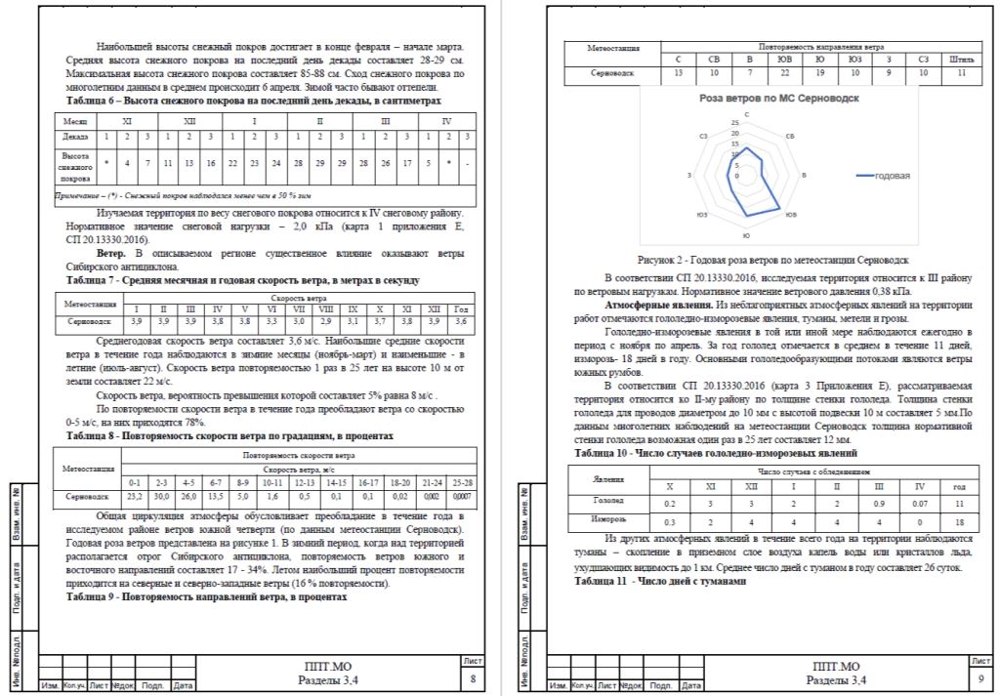 Наибольшей высоты снежный покров достигает в конце февраля – начале марта.
Средняя высота снежного покрова на последний день декады составляет 28-29 см.
Максимальная высота снежного покрова составляет 85-88 см. Сход снежного покрова по
многолетним данным в среднем происходит 6 апреля. Зимой часто бывают оттепели.
Таблица 6 – Высота снежного покрова на последний день декады, в сантиметрах
Месяц XI XII I II III IV
Декада 1 2 3 1 2 3 1 2 3 1 2 3 1 2 3 1 2 3
Высота
снежного
покрова * 4 7 11 13 16 22 23 24 28 29 29 28 26 17 5 * -
Примечание – (*) - Снежный покров наблюдался менее чем в 50 % зим
Изучаемая территория по весу снегового покрова относится к IV снеговому району.
Нормативное значение снеговой нагрузки – 2,0 кПа (карта 1 приложения Е,
СП 20.13330.2016).
Ветер. В описываемом регионе существенное влияние оказывают ветры
Сибирского антициклона.
Таблица 7 - Средняя месячная и годовая скорость ветра, в метрах в секунду
Метеостанция Скорость ветра
I II III IV V VI VII VIII IX X XI XII Год
Серноводск 3,9 3,9 3,9 3,8 3,8 3,3 3,0 2,9 3,1 3,7 3,8 3,9 3,6
Среднегодовая скорость ветра составляет 3,6 м/с. Наибольшие средние скорости
ветра в течение года наблюдаются в зимние месяцы (ноябрь-март) и наименьшие - в
летние (июль-август). Скорость ветра повторяемостью 1 раз в 25 лет на высоте 10 м от
земли составляет 22 м/с.
Скорость ветра, вероятность превышения которой составляет 5% равна 8 м/с .
По повторяемости скорости ветра в течение года преобладают ветра со скоростью
0-5 м/с, на них приходятся 78%.
Таблица 8 - Повторяемость скорости ветра по градациям, в процентах
Метеостанция Повторяемость скорости ветра
Скорость ветра, м/с
0-1 2-3 4-5 6-7 8-9 10-11 12-13 14-15 16-17 18-20 21-24 25-28
Серноводск 23,2 30,0 26,0 13,5 5,0 1,6 0,5 0,1 0,1 0,02 0,002 0,0007
Общая циркуляция атмосферы обусловливает преобладание в течение года в
исследуемом районе ветров южной четверти (по данным метеостанции Серноводск).
Годовая роза ветров представлена на рисунке 1. В зимний период, когда над территорией
располагается отрог Сибирского антициклона, повторяемость ветров южного и
восточного направлений составляет 17 - 34%. Летом наибольший процент повторяемости
приходится на северные и северно-западные ветры (16 % повторяемости).
Таблица 9 - Повторяемость направлений ветра, в процентах
Взам. инв. №
Подп. и дата
Инв. №подл.
Изм. Кол.уч. Лист №док. Подп. Дата
ППТ.МО
Разделы 3,4
Лист
8
Метеостанция Повторяемость направления ветра
С СВ В ЮВ Ю ЮЗ З СЗ Штиль
Серноводск 13 10 7 22 19 10 9 10 11
Роза ветров по МС Серноводск
С
СВ
В
ЮВ
Ю
ЮЗ
З
СЗ
25
20
15
10
5
0
годовая
Рисунок 2 - Годовая роза ветров по метеостанции Серноводск
В соответствии СП 20.13330.2016, исследуемая территория относится к III району
по ветровым нагрузкам. Нормативное значение ветрового давления 0,38 кПа.
Атмосферные явления. Из неблагоприятных атмосферных явлений на территории
работ отмечаются гололедно-изморозевые явления, туманы, метели и грозы.
Гололедно-изморозевые явления в той или иной мере наблюдаются ежегодно в
период с ноября по апрель. За год гололед отмечается в среднем в течение 11 дней,
изморозь- 18 дней в году. Основными гололедообразующими потоками являются ветры
южных румбов.
В соответствии СП 20.13330.2016 (карта 3 Приложения Е), рассматриваемая
территория относится ко II-му району по толщине стенки гололеда. Толщина стенки
гололеда для проводов диаметром до 10 мм с высотой подвески 10 м составляет 5 мм.По
данным многолетних наблюдений на метеостанции Серноводск толщина нормативной
стенки гололеда возможная один раз в 25 лет составляет 12 мм.
Таблица 10 - Число случаев гололедно-изморозевых явлений
Явления Число случаев с обледенением
X XI XII I II III IV год
Гололед 0.2 3 3 2 2 0.9 0.07 11
Изморозь 0.3 2 4 4 4 4 0 18
Из других атмосферных явлений в течение всего года на территории наблюдаются
туманы – скопление в приземном слое воздуха капель воды или кристаллов льда,
ухудшающих видимость до 1 км. Среднее число дней с туманом в году составляет 26 суток.
Таблица 11 - Число дней с туманами
Взам. инв. №
Подп. и дата
Инв. №подл.
Изм. Кол.уч. Лист №док. Подп. Дата
ППТ.МО
Разделы 3,4
Лист
9